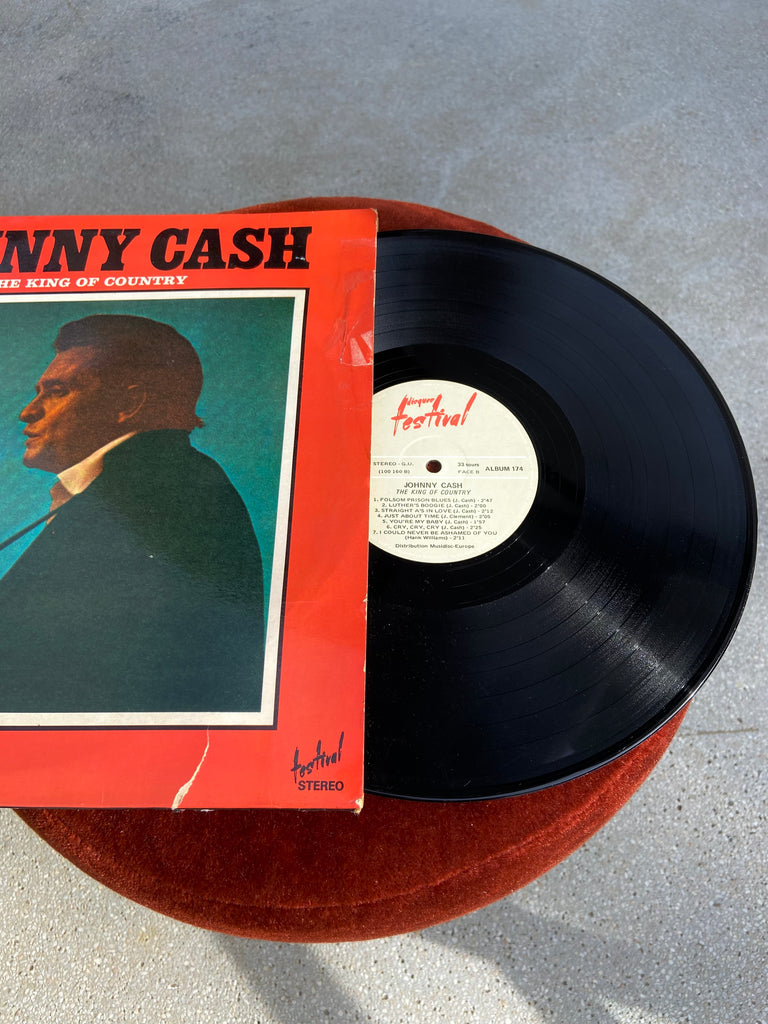 NNY CASH
HE KING OF COUNTRY
festival
STEREO
disques
festival
STEREO - G.U.
(100 160 B)
33 tours
FACE B
ALBUM 174
JOHNNY CASH
THE KING OF COUNTRY
1. FOLSOM PRISON BLUES (J. Cash) - 2'47
2. LUTHER'S BOOGIE (J. Cash) - 2'00
3. STRAIGHT A'S IN LOVE (J. Cash) - 2'12
4. JUST ABOUT TIME (J. Clement) - 2'05
5. YOU'RE MY BABY (J. Cash) - 1'57
6. CRY, CRY, CRY (J. Cash) - 2'25
7. I COULD NEVER BE ASHAMED OF YOU
(Hank Williams) - 2'11
Distribution Musidisc-Europe